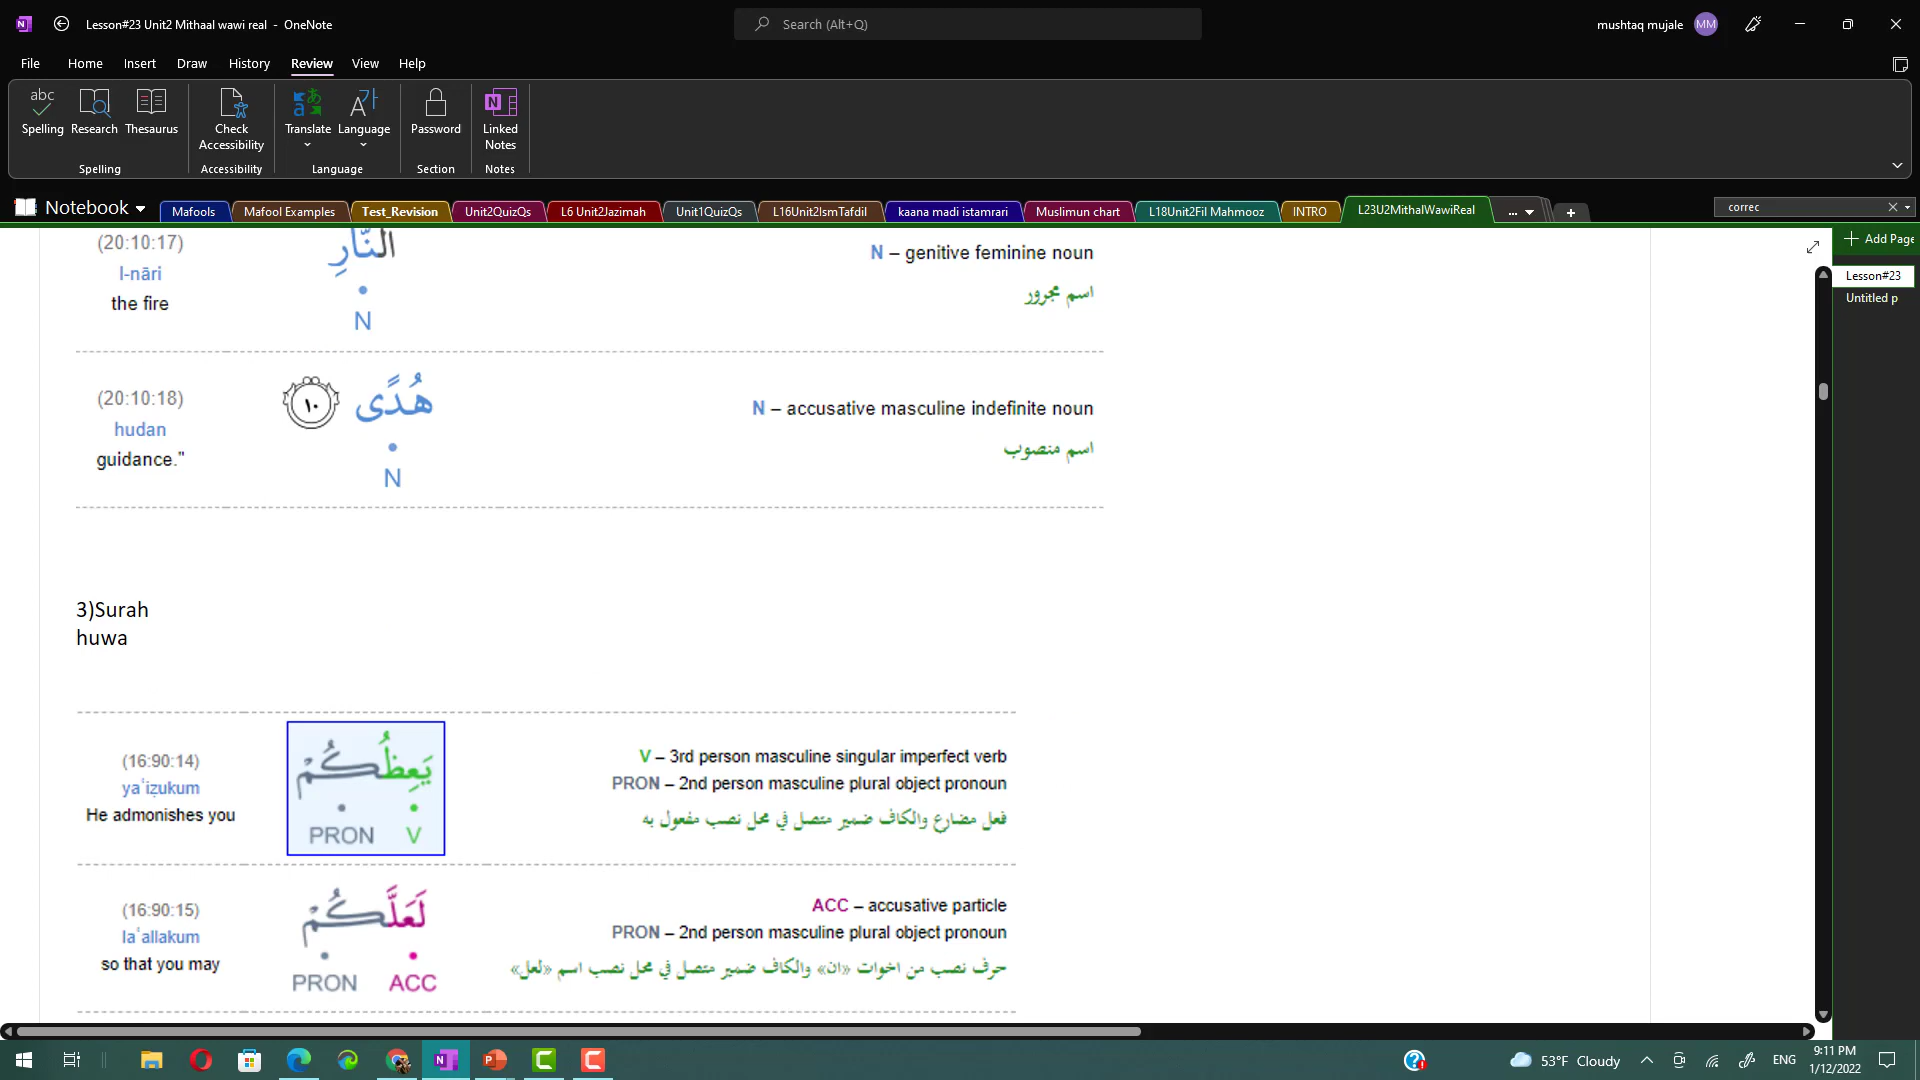 Lesson#23 Unit2 Mithaal wawi real - OneNote
Search (Alt+Q)
mushtaq mujale
MM
File Home Insert Draw History Review View Help
abc
Spelling Research Thesaurus
Check Accessibility
Translate Language
Password
Linked Notes
Spelling Accessibility Language Section Notes
Notebook
Mafools Mafool Examples Test_Revision Unit2QuizQs L6 Unit2Jazimah Unit1QuizQs L16Unit2IsmTafdil kaana madi istamrari Muslimun chart L18Unit2Fil Mahmooz INTRO L23U2MithalWawiReal ...
correc
Add Page
Lesson#23
Untitled p
(20:10:17)
l-nāri
the fire
النَّارِ
N
N – genitive feminine noun
اسم مجرور
(20:10:18)
hudan
guidance."
هُدًى ١٠
N
N – accusative masculine indefinite noun
اسم منصوب
3)Surah
huwa
(16:90:14)
yaʿiẓukum
He admonishes you
يَعِظُكُمْ
PRON V
V – 3rd person masculine singular imperfect verb
PRON – 2nd person masculine plural object pronoun
فعل مضارع والكاف ضمير متصل في محل نصب مفعول به
(16:90:15)
laʿallakum
so that you may
لَعَلَّكُمْ
PRON ACC
ACC – accusative particle
PRON – 2nd person masculine plural object pronoun
حرف نصب من اخوات «ان» والكاف ضمير متصل في محل نصب اسم «لعل»
53°F Cloudy
ENG
9:11 PM
1/12/2022